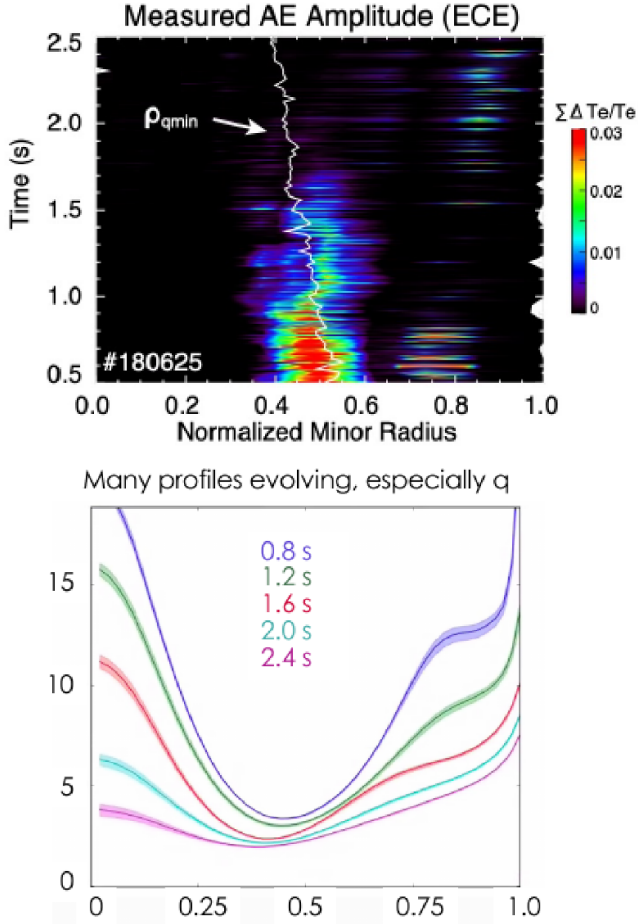 Measured AE Amplitude (ECE)
2.5
2.0
1.5
1.0
0.5
Time (s)
ρqmin
#180625
0.0 0.2 0.4 0.6 0.8 1.0
Normalized Minor Radius
∑ Δ Te/Te
0.03
0.02
0.01
0
Many profiles evolving, especially q
0.8 s
1.2 s
1.6 s
2.0 s
2.4 s
15
10
5
0
0 0.25 0.5 0.75 1.0